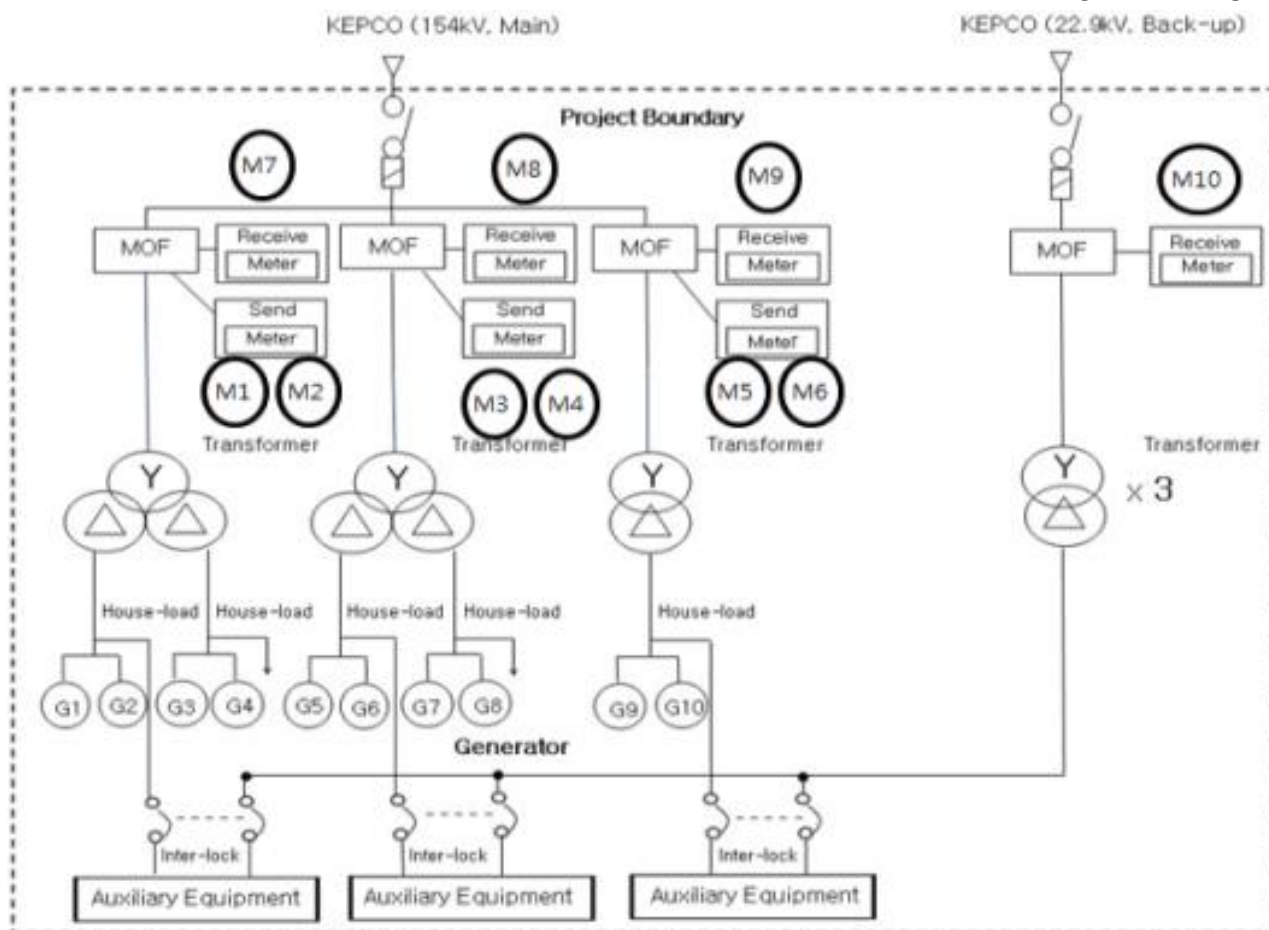 KEPCO (154kV, Main)
KEPCO (22.9kV, Back-up)
Project Boundary
M7
M8
M9
M10
MOF
Receive
Meter
MOF
Receive
Meter
MOF
Receive
Meter
MOF
Receive
Meter
Send
Meter
Send
Meter
Send
Meter
M1
M2
M3
M4
M5
M6
Transformer
Transformer
Transformer
Transformer
Y
Y
Y
x 3
House-load
House-load
House-load
House-load
House-load
G1
G2
G3
G4
G5
G6
G7
G8
G9
G10
Generator
Inter-lock
Inter-lock
Inter-lock
Auxiliary Equipment
Auxiliary Equipment
Auxiliary Equipment